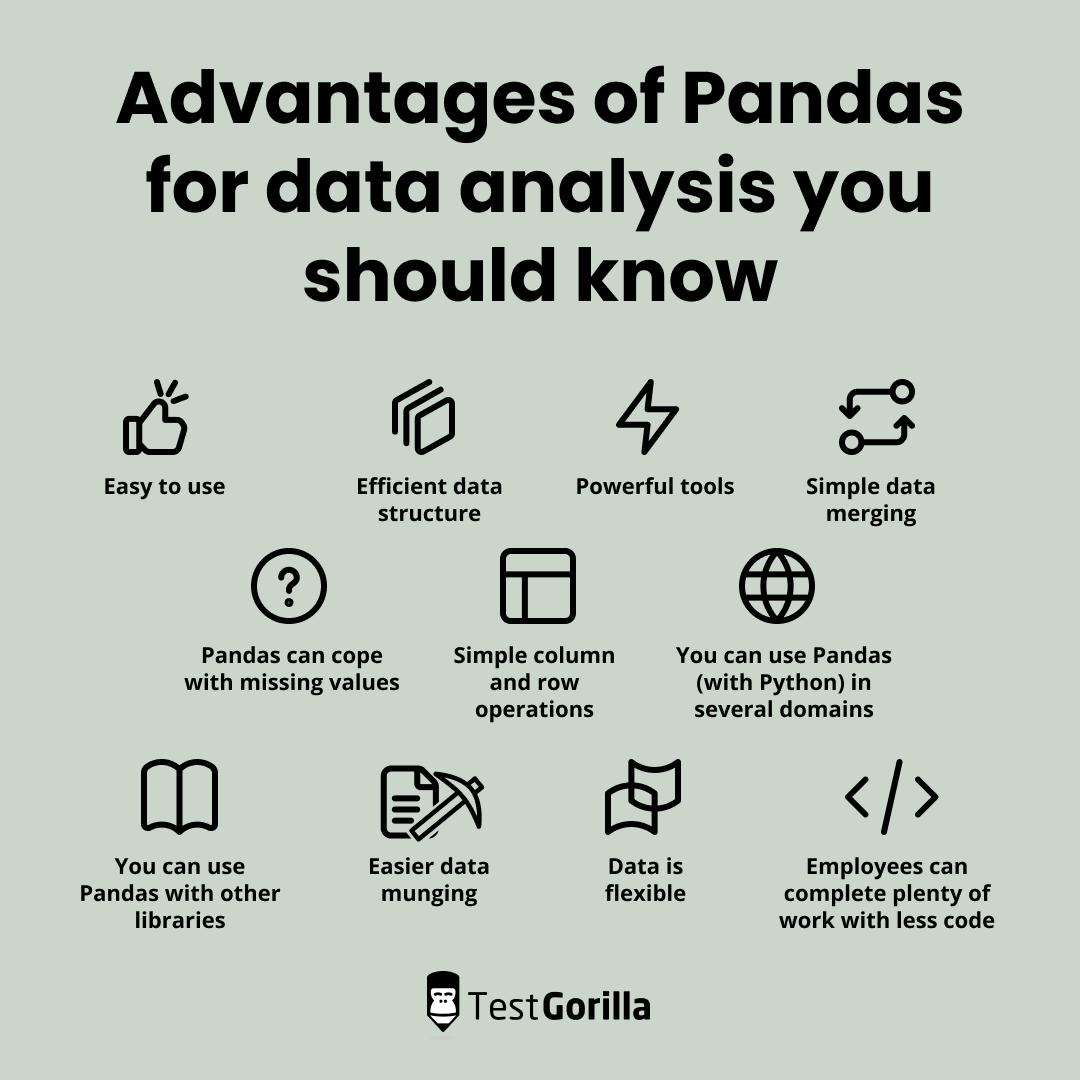 Advantages of Pandas
for data analysis you
should know
Easy to use
Efficient data
structure
Powerful tools
Simple data
merging
Pandas can cope
with missing values
Simple column
and row
operations
You can use Pandas
(with Python) in
several domains
You can use
Pandas with other
libraries
Easier data
munging
Data is
flexible
Employees can
complete plenty of
work with less code
TestGorilla